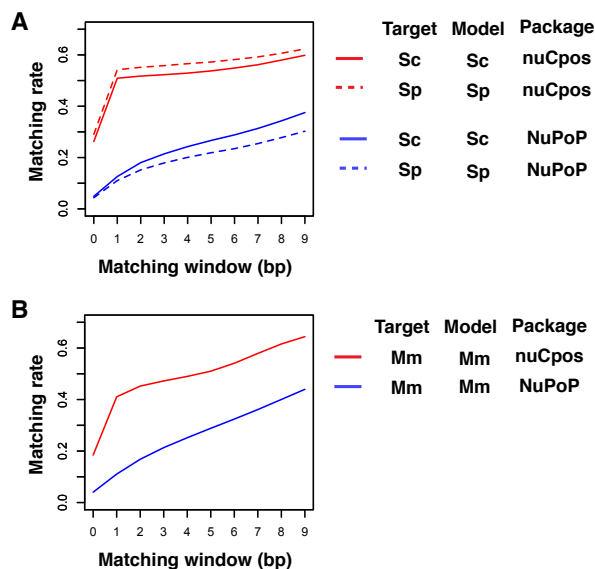 A
Target Model Package
Sc Sc nuCpos
Sp Sp nuCpos
Sc Sc NuPoP
Sp Sp NuPoP
Matching rate
0.0 0.2 0.4 0.6
0 1 2 3 4 5 6 7 8 9
Matching window (bp)
B
Target Model Package
Mm Mm nuCpos
Mm Mm NuPoP
Matching rate
0.0 0.2 0.4 0.6
0 1 2 3 4 5 6 7 8 9
Matching window (bp)